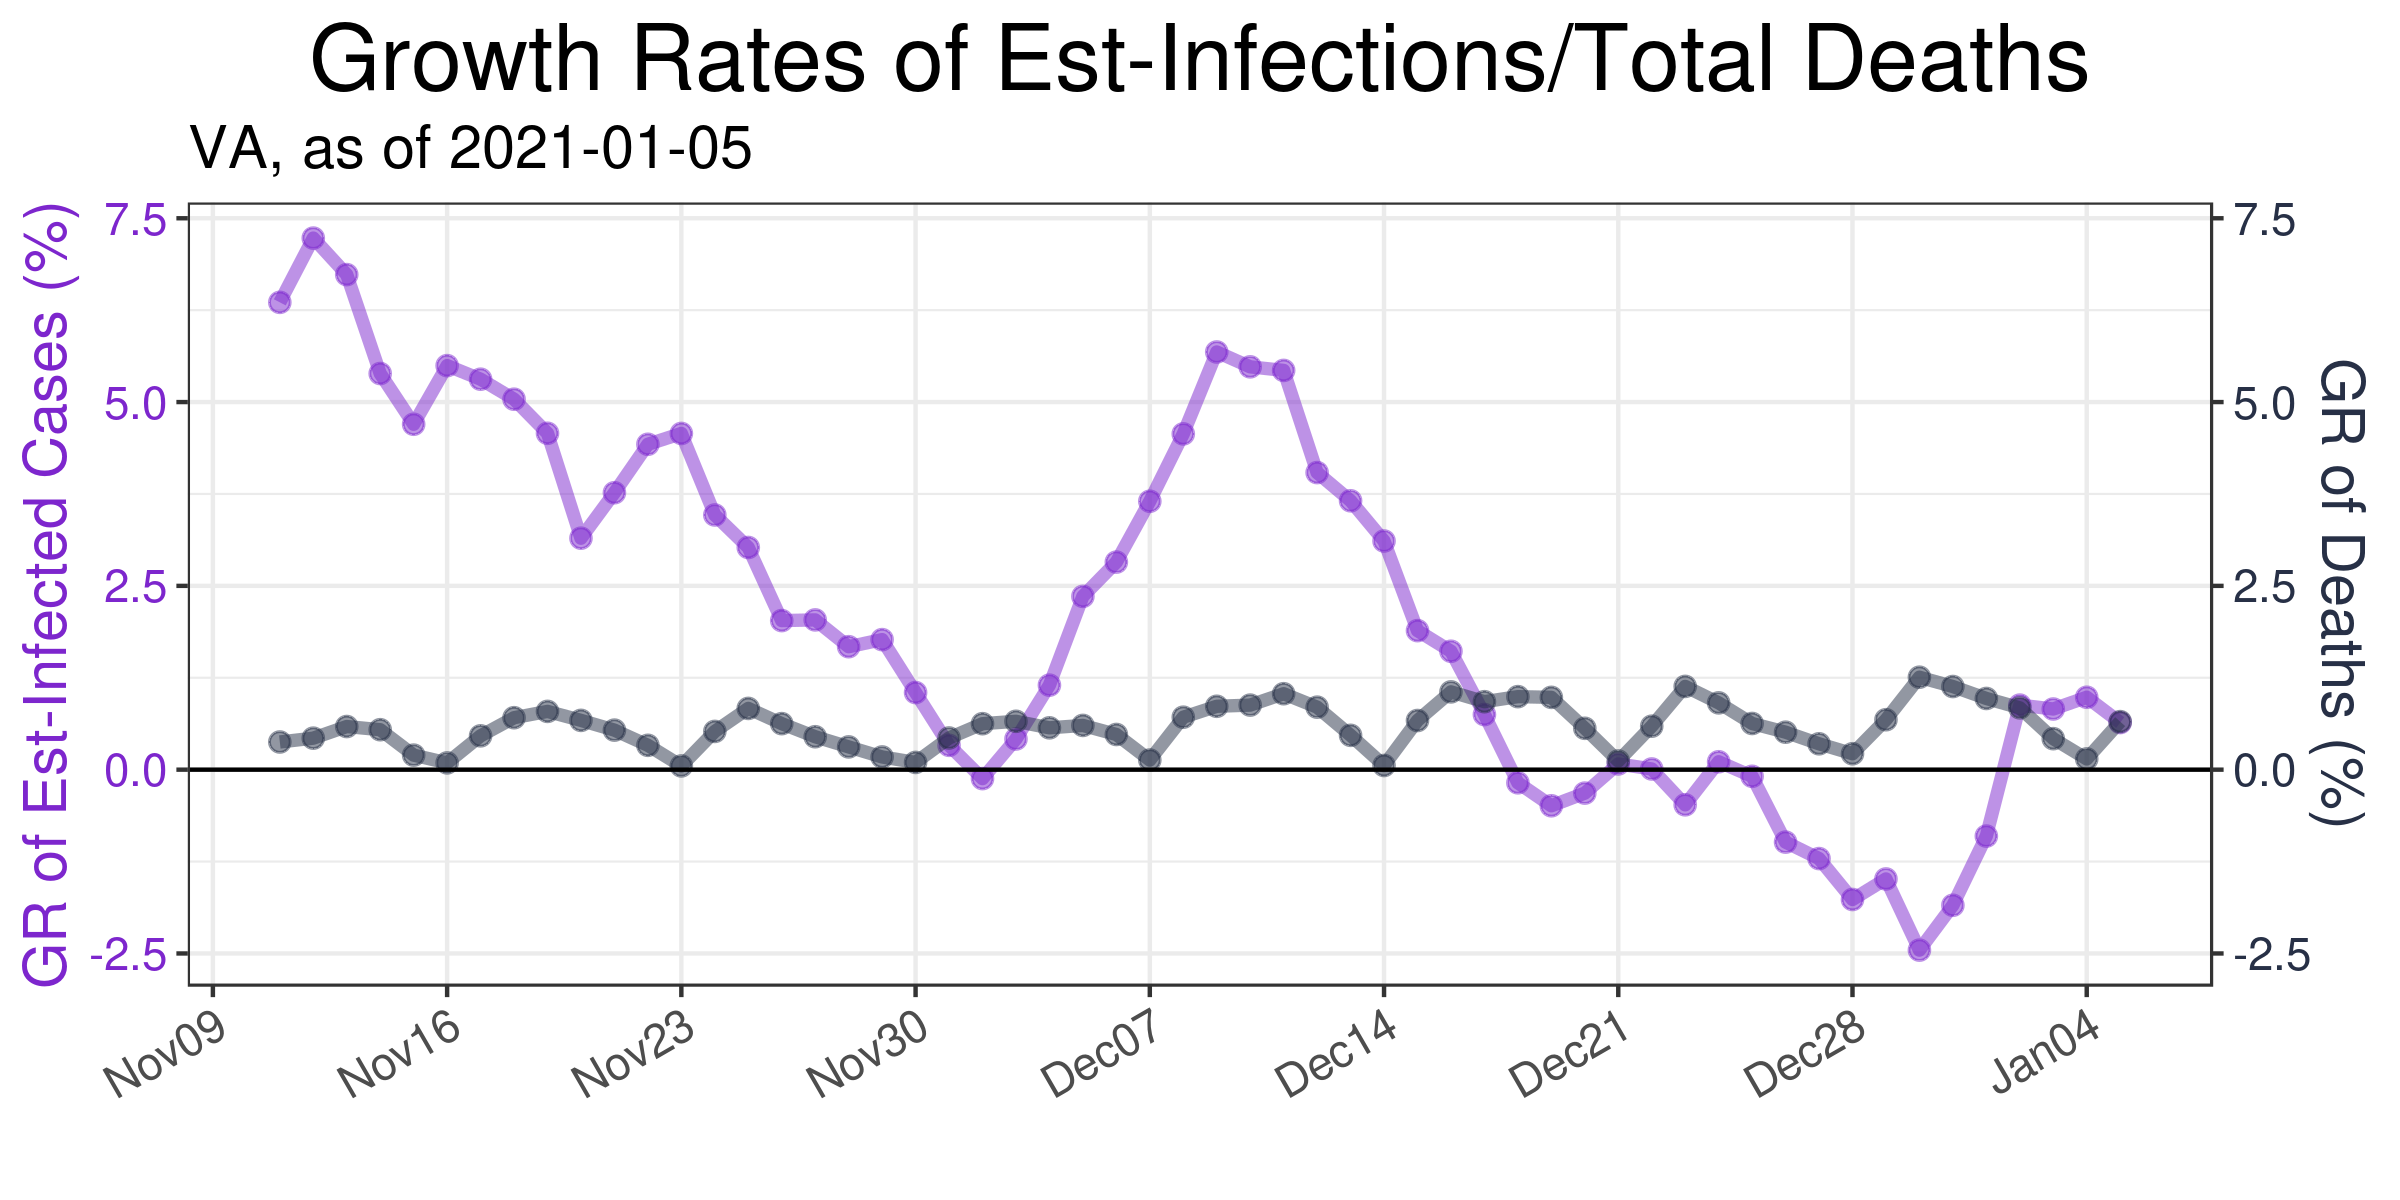 Growth Rates of Est-Infections/Total Deaths
VA, as of 2021-01-05
GR of Est-Infected Cases (%)
7.5
5.0
2.5
0.0
-2.5
7.5
5.0
2.5
0.0
-2.5
GR of Deaths (%)
Nov09 Nov16 Nov23 Nov30 Dec07 Dec14 Dec21 Dec28 Jan04